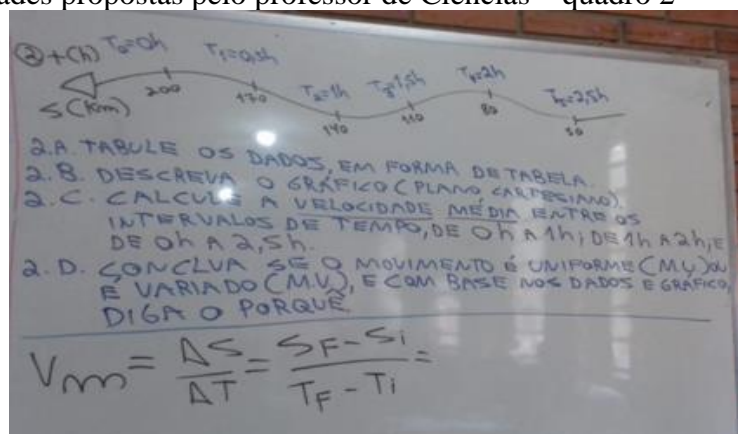 ades propostas pelo professor de Ciências quadro 2
② t(h) T₀=0h T₁=0,5h T₂=1h T₃=1,5h T₄=2h T₅=2,5h
S(Km) 200 170 140 110 80 50
2.A. TABULE OS DADOS, EM FORMA DE TABELA.
2.B. DESCREVA O GRÁFICO (PLANO CARTESIANO).
2.C. CALCULE A VELOCIDADE MÉDIA ENTRE OS
INTERVALOS DE TEMPO, DE 0h A 1h; DE 1h A 2h; E
DE 0h A 2,5h.
2.D. CONCLUA SE O MOVIMENTO É UNIFORME (M.U) OU
É VARIADO (M.V), E COM BASE NOS DADOS E GRÁFICO,
DIGA O PORQUÊ
Vm = ΔS/ΔT = SF-Si/TF-Ti =